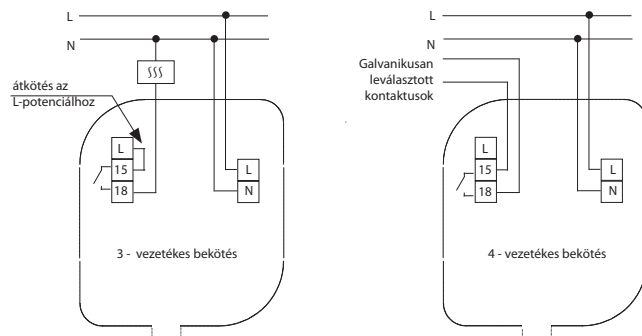 L
N
átkötés az
L-potenciálhoz
L
15
18
L
N
3 - vezetékes bekötés
L
N
Galvanikusan
leválasztott
kontaktusok
L
15
18
L
N
4 - vezetékes bekötés